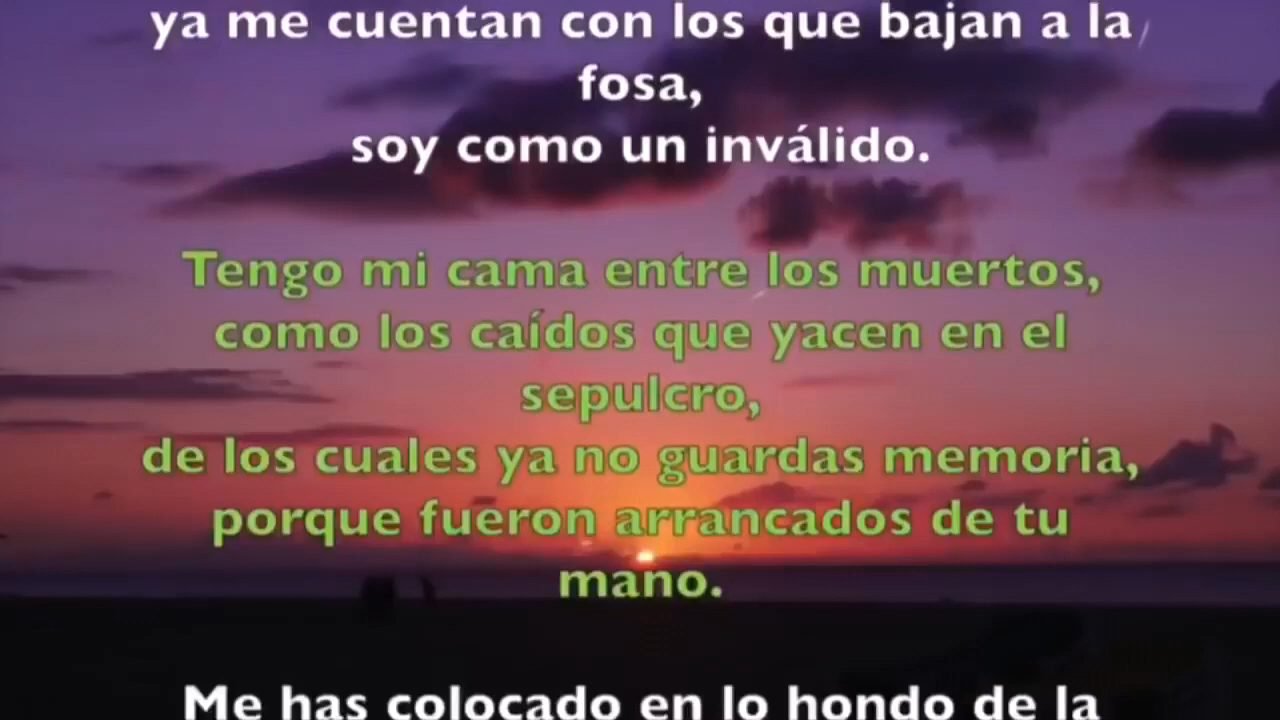 ya me cuentan con los que bajan a la
fosa,
soy como un inválido.
Tengo mi cama entre los muertos,
como los caídos que yacen en el
sepulcro,
de los cuales ya no guardas memoria,
porque fueron arrancados de tu
mano.
Me has colocado en lo hondo de la